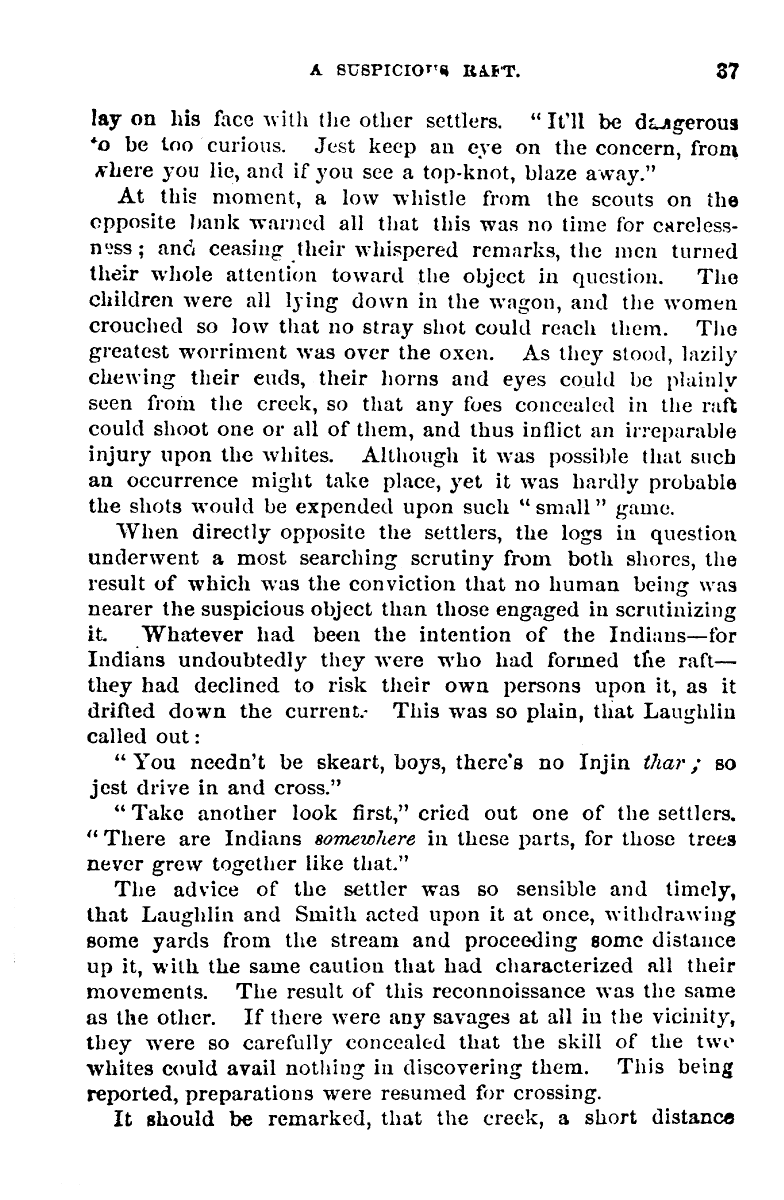 A SUSPICIOUS RAFT. 37
lay on his face with the other settlers. "It'll be dangerous
to be too curious. Jest keep an eye on the concern, from
where you lie, and if you see a top-knot, blaze away."
At this moment, a low whistle from the scouts on the
opposite bank warned all that this was no time for careless-
ness; and ceasing their whispered remarks, the men turned
their whole attention toward the object in question. The
children were all lying down in the wagon, and the women
crouched so low that no stray shot could reach them. The
greatest worriment was over the oxen. As they stood, lazily
chewing their cuds, their horns and eyes could be plainly
seen from the creek, so that any foes concealed in the raft
could shoot one or all of them, and thus inflict an irreparable
injury upon the whites. Although it was possible that such
an occurrence might take place, yet it was hardly probable
the shots would be expended upon such "small" game.
When directly opposite the settlers, the logs in question
underwent a most searching scrutiny from both shores, the
result of which was the conviction that no human being was
nearer the suspicious object than those engaged in scrutinizing
it. Whatever had been the intention of the Indians—for
Indians undoubtedly they were who had formed the raft—
they had declined to risk their own persons upon it, as it
drifted down the current. This was so plain, that Laughlin
called out:
"You needn't be skeart, boys, there's no Injin thar; so
jest drive in and cross."
"Take another look first," cried out one of the settlers.
"There are Indians somewhere in these parts, for those trees
never grew together like that."
The advice of the settler was so sensible and timely,
that Laughlin and Smith acted upon it at once, withdrawing
some yards from the stream and proceeding some distance
up it, with the same caution that had characterized all their
movements. The result of this reconnoissance was the same
as the other. If there were any savages at all in the vicinity,
they were so carefully concealed that the skill of the two
whites could avail nothing in discovering them. This being
reported, preparations were resumed for crossing.
It should be remarked, that the creek, a short distance